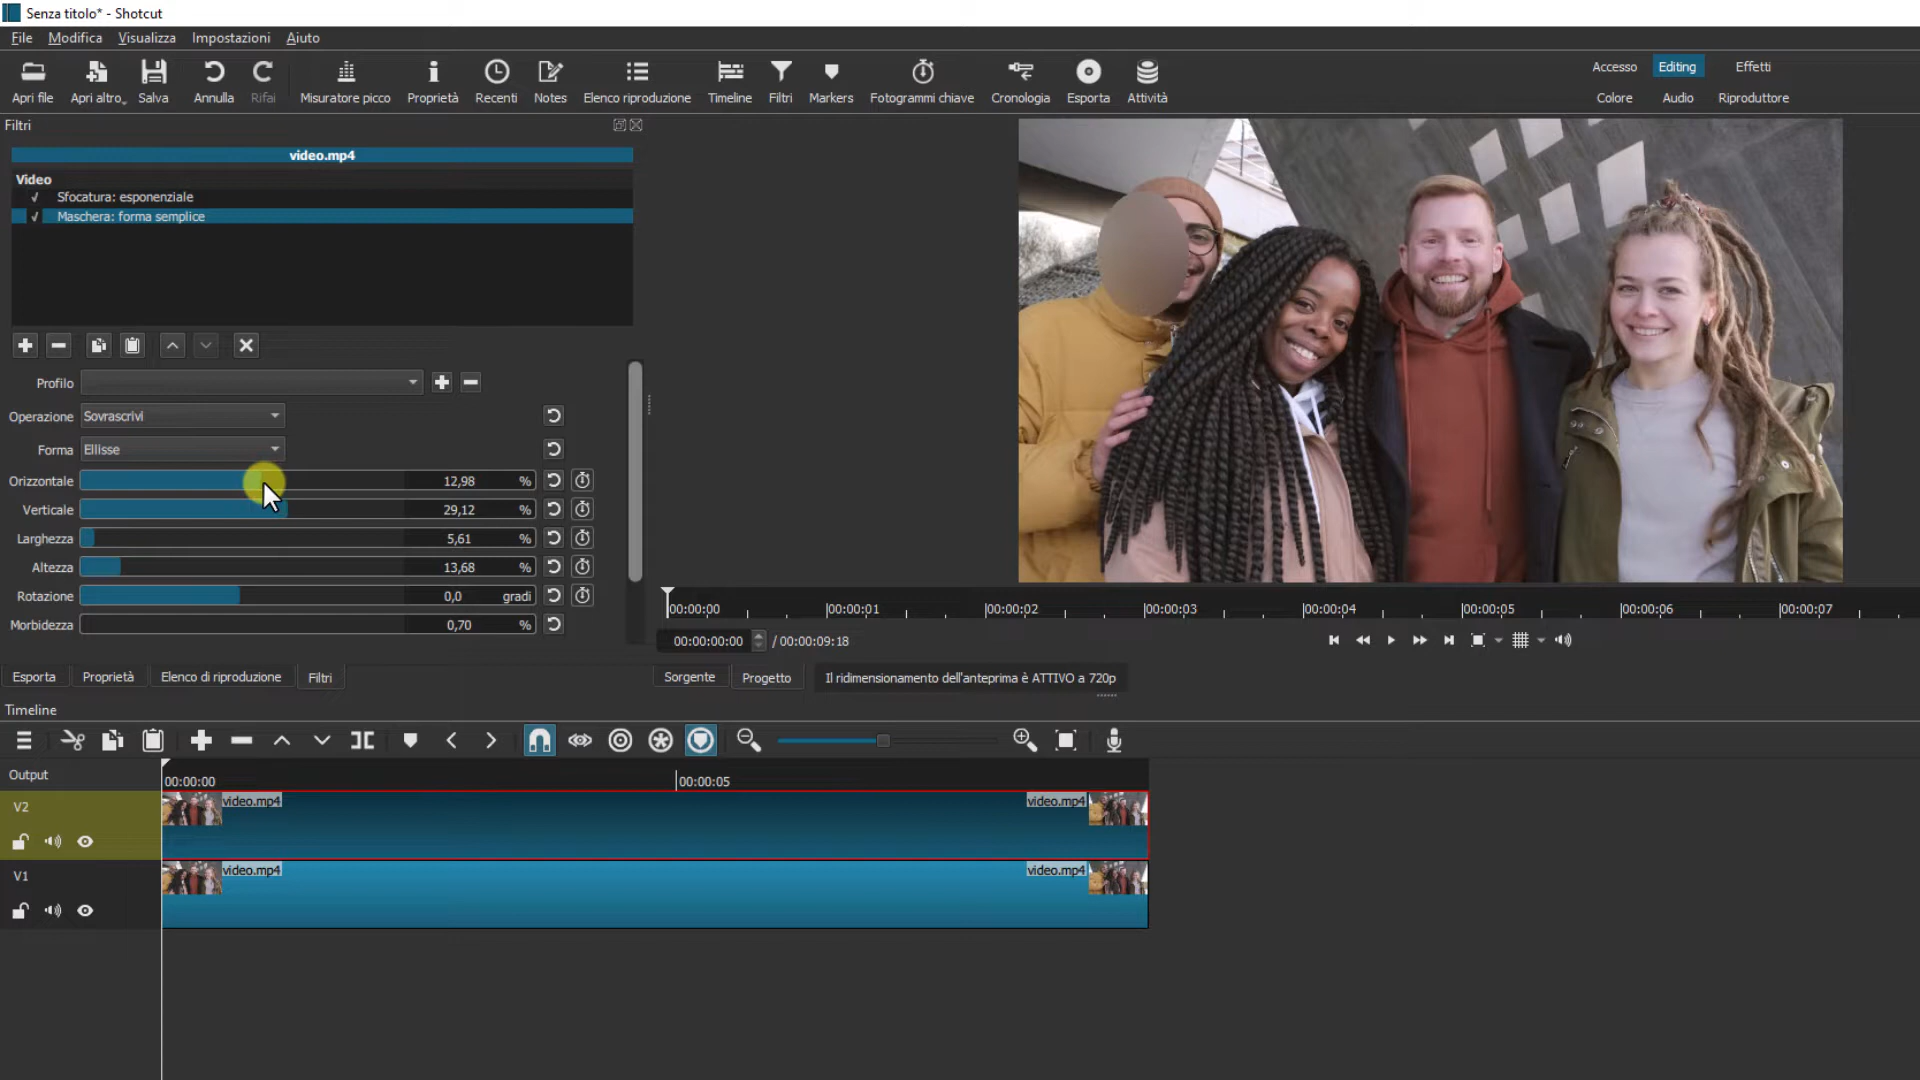 Senza titolo* - Shotcut
File Modifica Visualizza Impostazioni Aiuto
Apri file Apri altro Salva Annulla Rifai Misuratore picco Proprietà Recenti Notes Elenco riproduzione Timeline Filtri Markers Fotogrammi chiave Cronologia Esporta Attività
Accesso Editing Effetti
Colore Audio Riproduttore
Filtri
video.mp4
Video
Sfocatura: esponenziale
Maschera: forma semplice
Profilo
Operazione Sovrascrivi
Forma Ellisse
Orizzontale 12,98 %
Verticale 29,12 %
Larghezza 5,61 %
Altezza 13,68 %
Rotazione 0,0 gradi
Morbidezza 0,70 %
00:00:00 00:00:01 00:00:02 00:00:03 00:00:04 00:00:05 00:00:06 00:00:07
00:00:00:00 / 00:00:09:18
Esporta Proprietà Elenco di riproduzione Filtri
Sorgente Progetto Il ridimensionamento dell'anteprima è ATTIVO a 720p
Timeline
Output
00:00:00 00:00:05
V2
video.mp4 video.mp4
V1
video.mp4 video.mp4